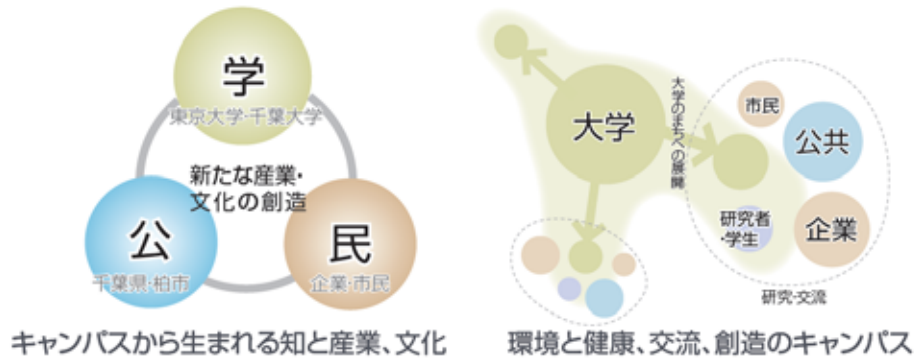 学
東京大学・千葉大学
新たな産業・
文化の創造
公
千葉県・柏市
民
企業・市民
キャンパスから生まれる知と産業、文化
大学
大学のまちへの展開
市民
公共
研究者
・学生
企業
研究・交流
環境と健康、交流、創造のキャンパス